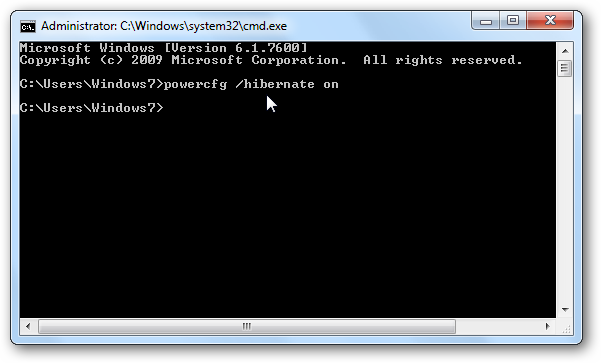 Administrator: C:\Windows\system32\cmd.exe
Microsoft Windows [Version 6.1.7600]
Copyright (c) 2009 Microsoft Corporation.  All rights reserved.
C:\Users\Windows7>powercfg /hibernate on
C:\Users\Windows7>